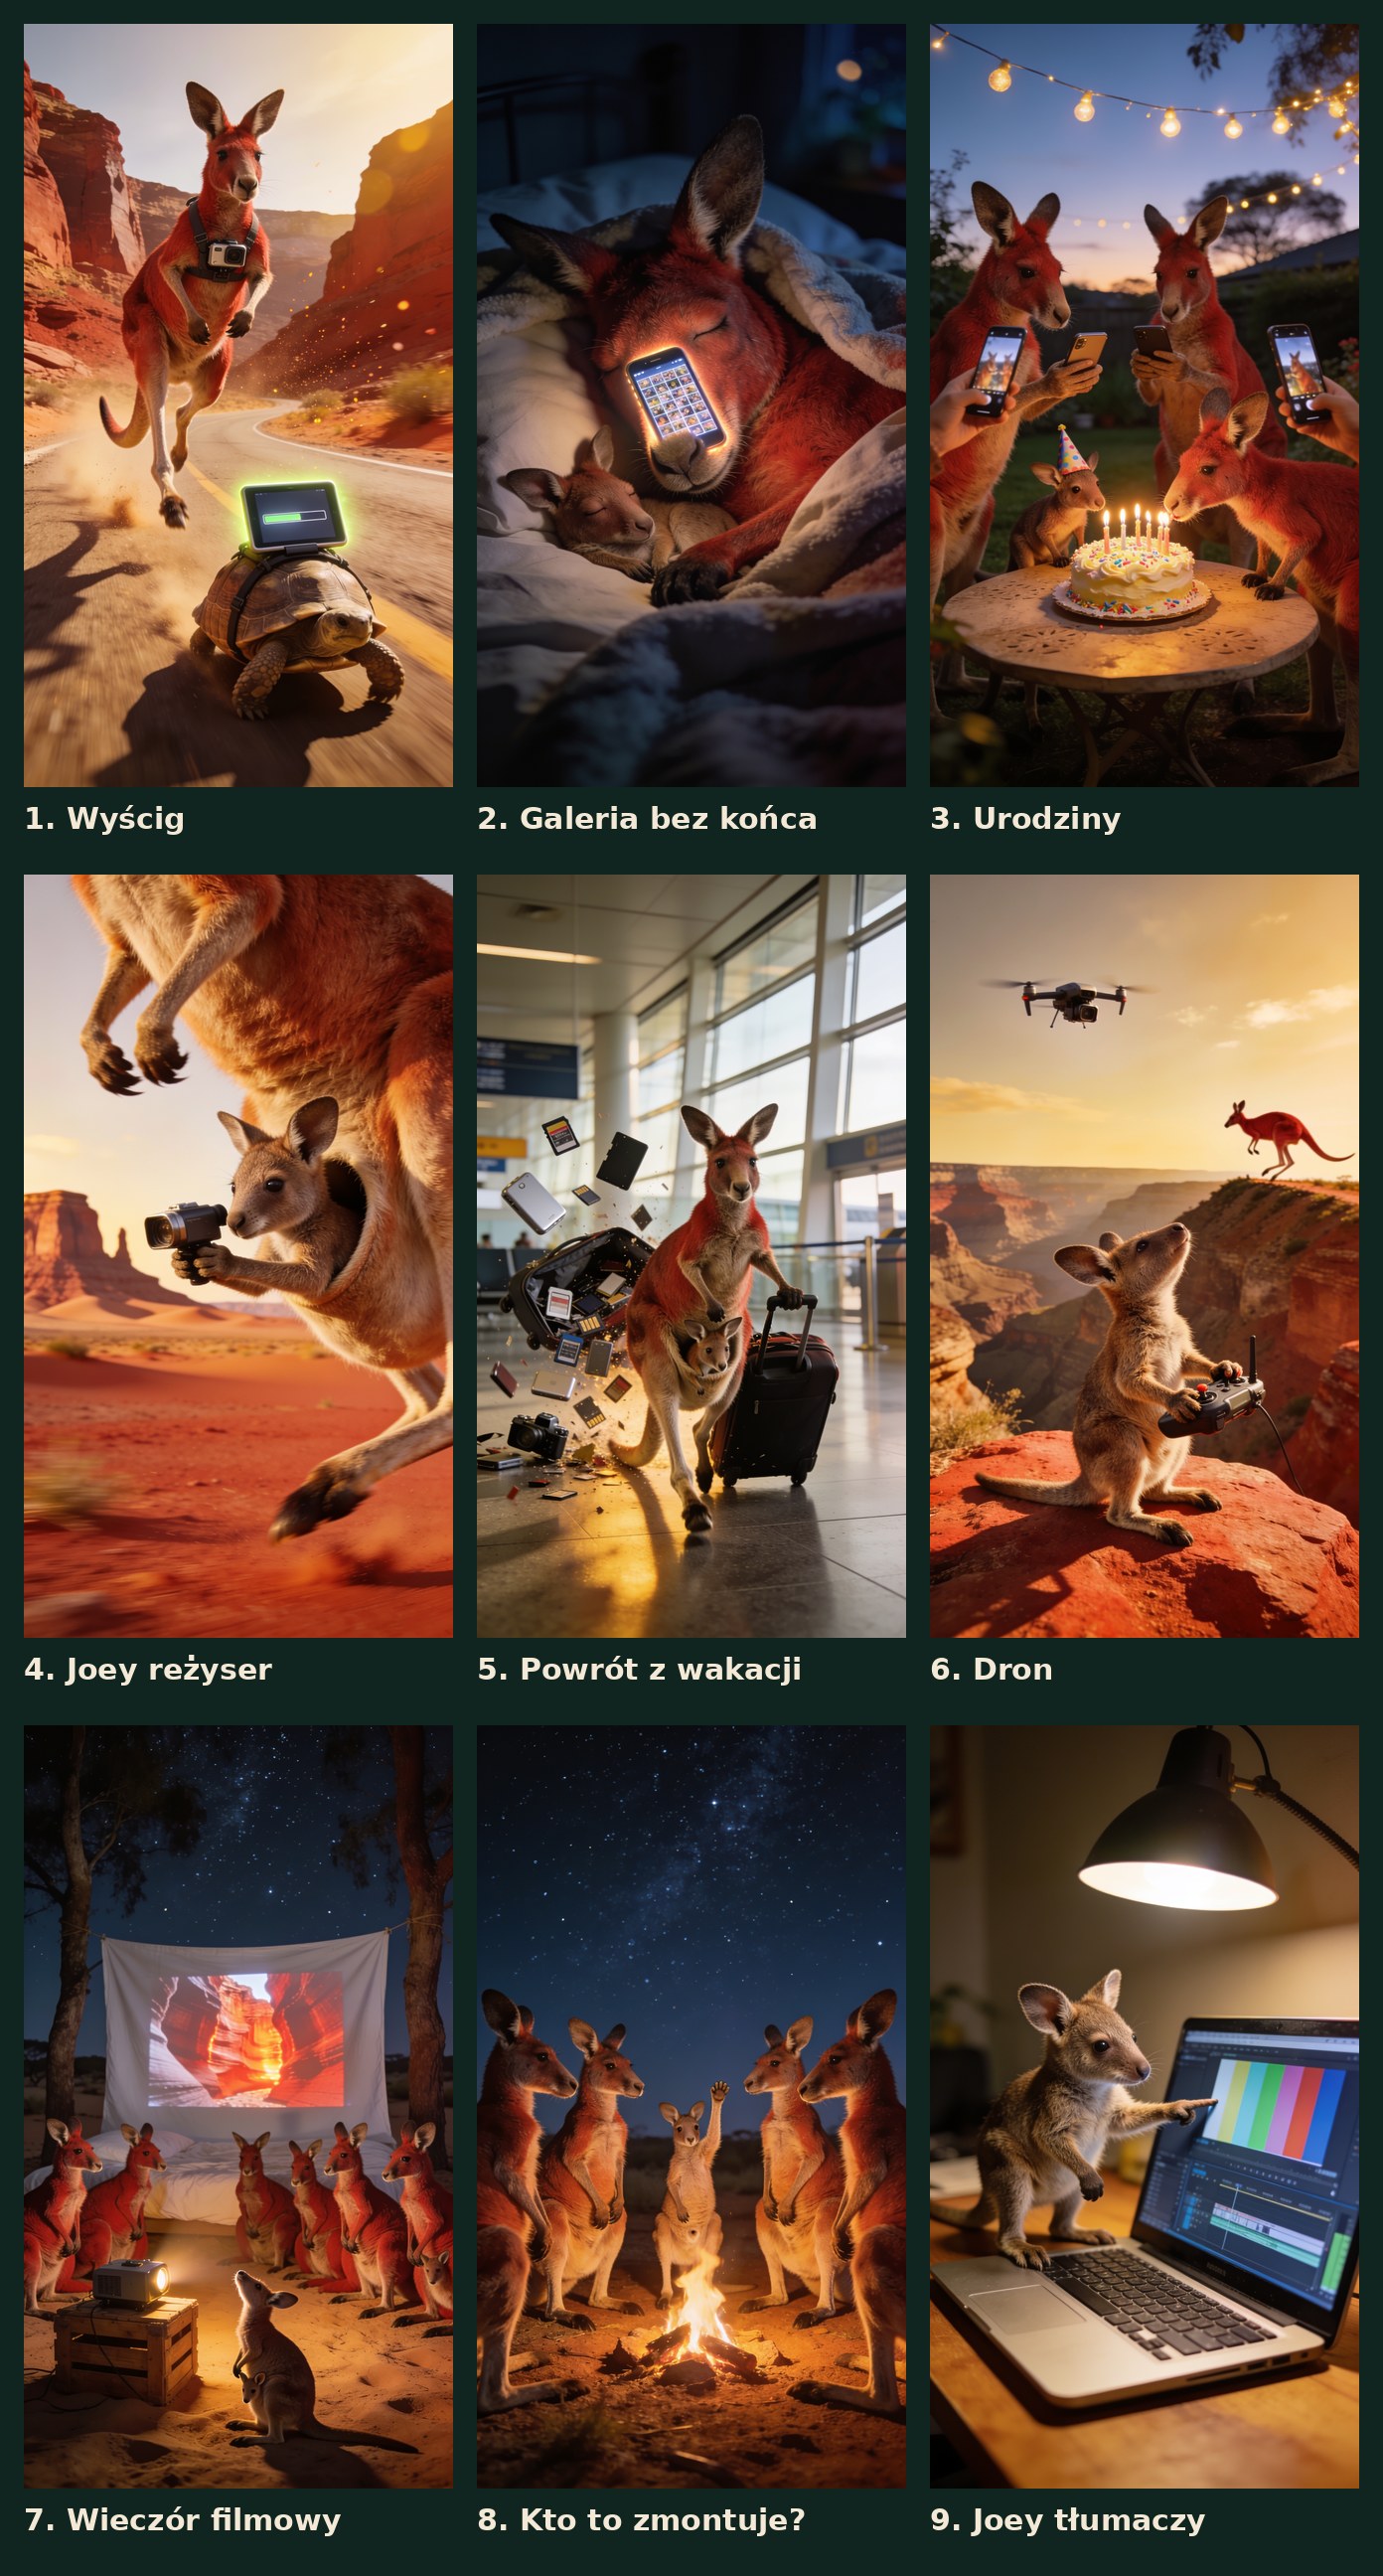 1. Wyścig
2. Galeria bez końca
3. Urodziny
4. Joey reżyser
5. Powrót z wakacji
6. Dron
7. Wieczór filmowy
8. Kto to zmontuje?
9. Joey tłumaczy